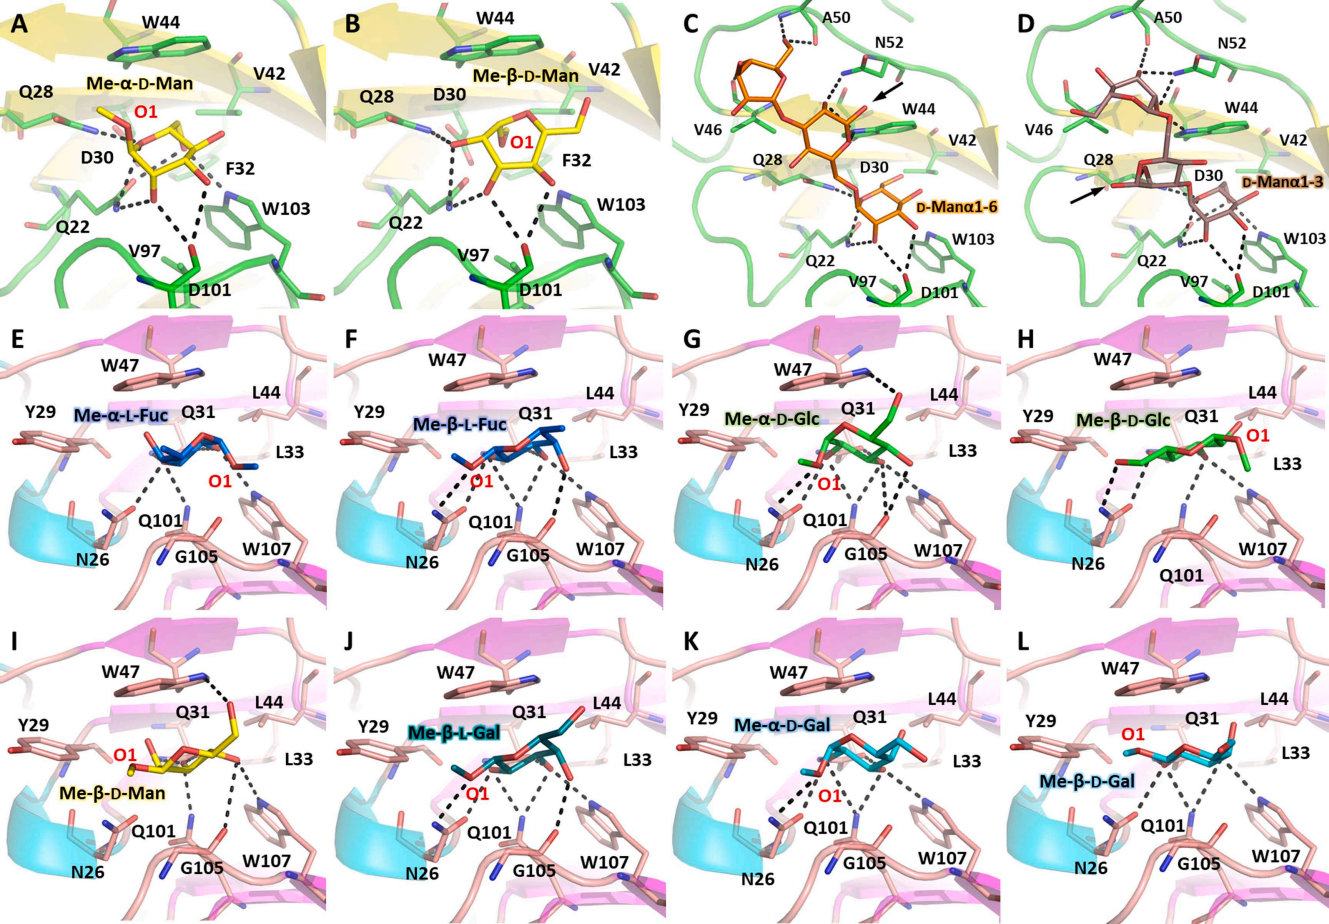 A
W44
Me-α-D-Man
V42
Q28
O1
D30
F32
Q22
W103
V97
D101
B
W44
Me-β-D-Man
V42
Q28
D30
O1
F32
Q22
W103
V97
D101
C
A50
N52
V46
W44
V42
Q28
D30
D-Manα1-6
W103
Q22
V97
D101
D
A50
N52
V46
W44
V42
Q28
D30
D-Manα1-3
W103
Q22
V97
D101
E
W47
L44
Y29
Me-α-L-Fuc
Q31
L33
O1
Q101
N26
G105
W107
F
W47
L44
Y29
Me-β-L-Fuc
Q31
L33
O1
Q101
N26
G105
W107
G
W47
L44
Y29
Me-α-D-Glc
Q31
L33
O1
Q101
N26
G105
W107
H
W47
L44
Y29
Me-β-D-Glc
Q31
O1
L33
N26
W107
Q101
I
W47
L44
Y29
Q31
O1
L33
Me-β-D-Man
Q101
N26
G105
W107
J
W47
L44
Y29
Me-β-L-Gal
Q31
L33
O1
Q101
N26
G105
W107
K
W47
L44
Y29
Me-α-D-Gal
Q31
L33
O1
Q101
N26
G105
W107
L
W47
L44
Y29
Q31
O1
L33
Me-β-D-Gal
Q101
N26
G105
W107